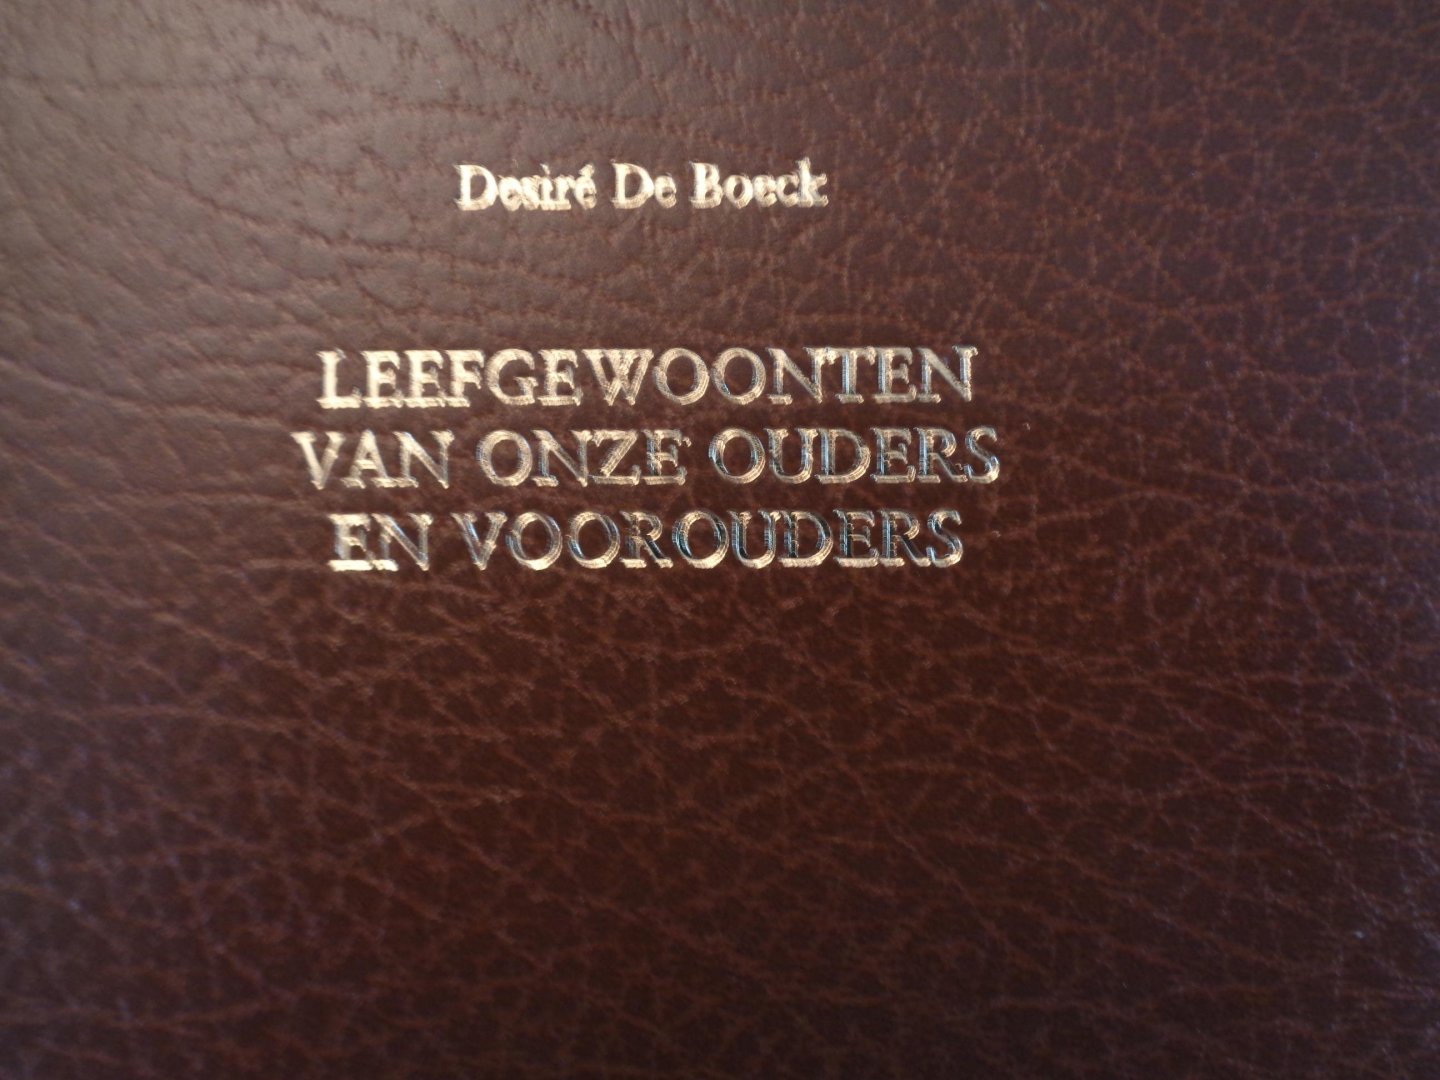 Desiré De Boeck
LEEFGEWOONTEN
VAN ONZE OUDERS
EN VOOROUDERS